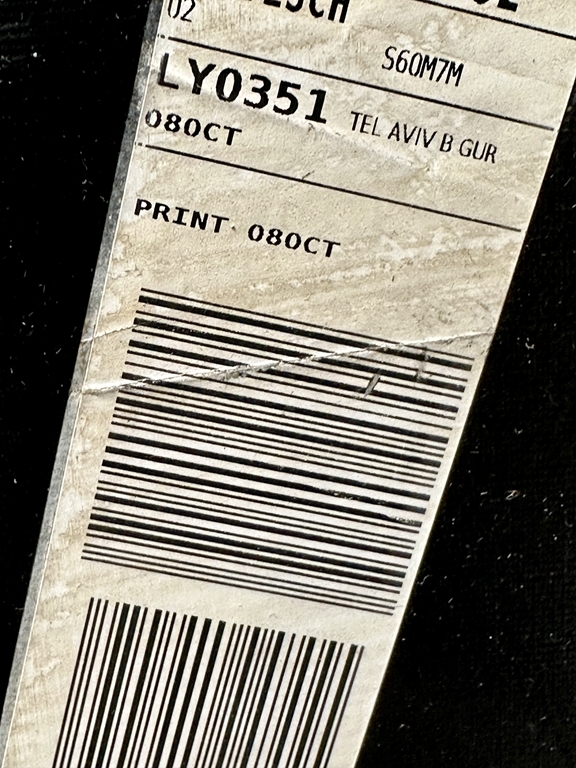 02
S60M7M
LY0351 TEL AVIV B GUR
08OCT
PRINT 08OCT